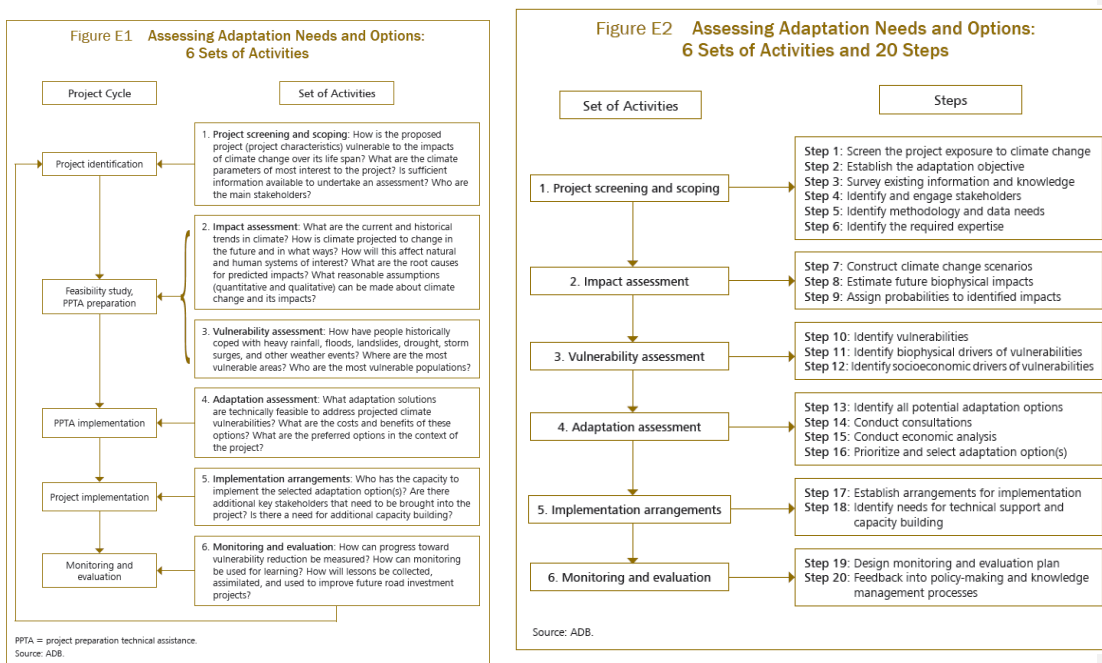 Figure E1 Assessing Adaptation Needs and Options:
6 Sets of Activities
Project Cycle
Set of Activities
Project identification
1. Project screening and scoping: How is the proposed
project (project characteristics) vulnerable to the impacts
of climate change over its life span? What are the climate
parameters of most interest to the project? Is sufficient
information available to undertake an assessment? Who are
the main stakeholders?
Feasibility study,
PPTA preparation
2. Impact assessment: What are the current and historical
trends in climate? How is climate projected to change in
the future and in what ways? How will this affect natural
and human systems of interest? What are the root causes
for predicted impacts? What reasonable assumptions
(quantitative and qualitative) can be made about climate
change and its impacts?
3. Vulnerability assessment: How have people historically
coped with heavy rainfall, floods, landslides, drought, storm
surges, and other weather events? Where are the most
vulnerable areas? Who are the most vulnerable populations?
PPTA implementation
4. Adaptation assessment: What adaptation solutions
are technically feasible to address projected climate
vulnerabilities? What are the costs and benefits of these
options? What are the preferred options in the context of
the project?
Project implementation
5. Implementation arrangements: Who has the capacity to
implement the selected adaptation option(s)? Are there
additional key stakeholders that need to be brought into the
project? Is there a need for additional capacity building?
Monitoring and
evaluation
6. Monitoring and evaluation: How can progress toward
vulnerability reduction be measured? How can monitoring
be used for learning? How will lessons be collected,
assimilated, and used to improve future road investment
projects?
PPTA = project preparation technical assistance.
Source: ADB.
Figure E2 Assessing Adaptation Needs and Options:
6 Sets of Activities and 20 Steps
Set of Activities
Steps
1. Project screening and scoping
Step 1: Screen the project exposure to climate change
Step 2: Establish the adaptation objective
Step 3: Survey existing information and knowledge
Step 4: Identify and engage stakeholders
Step 5: Identify methodology and data needs
Step 6: Identify the required expertise
2. Impact assessment
Step 7: Construct climate change scenarios
Step 8: Estimate future biophysical impacts
Step 9: Assign probabilities to identified impacts
3. Vulnerability assessment
Step 10: Identify vulnerabilities
Step 11: Identify biophysical drivers of vulnerabilities
Step 12: Identify socioeconomic drivers of vulnerabilities
4. Adaptation assessment
Step 13: Identify all potential adaptation options
Step 14: Conduct consultations
Step 15: Conduct economic analysis
Step 16: Prioritize and select adaptation option(s)
5. Implementation arrangements
Step 17: Establish arrangements for implementation
Step 18: Identify needs for technical support and
capacity building
6. Monitoring and evaluation
Step 19: Design monitoring and evaluation plan
Step 20: Feedback into policy-making and knowledge
management processes
Source: ADB.